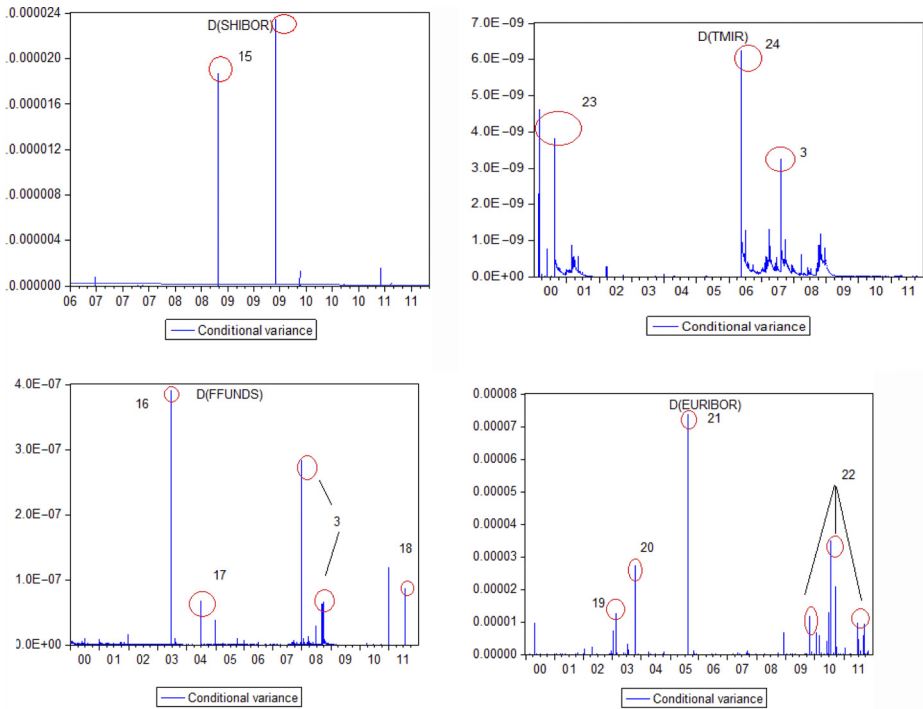 D(SHIBOR)
.0.000024
.0.000020
.0.000016
.0.000012
.0.000008
.0.000004
.0.000000
15
06 07 07 08 08 09 09 10 10 11 11
Conditional variance
D(TMIR)
7.0E-09
6.0E-09
5.0E-09
4.0E-09
3.0E-09
2.0E-09
1.0E-09
0.0E+00
23
24
3
00 01 02 03 04 05 06 07 08 09 10 11
Conditional variance
D(FFUNDS)
4.0E-07
3.0E-07
2.0E-07
1.0E-07
0.0E+00
16
17
3
18
00 01 02 03 04 05 06 07 08 09 10 11
Conditional variance
D(EURIBOR)
0.00008
0.00007
0.00006
0.00005
0.00004
0.00003
0.00002
0.00001
0.00000
19
20
21
22
00 01 02 03 04 05 06 07 08 09 10 11
Conditional variance